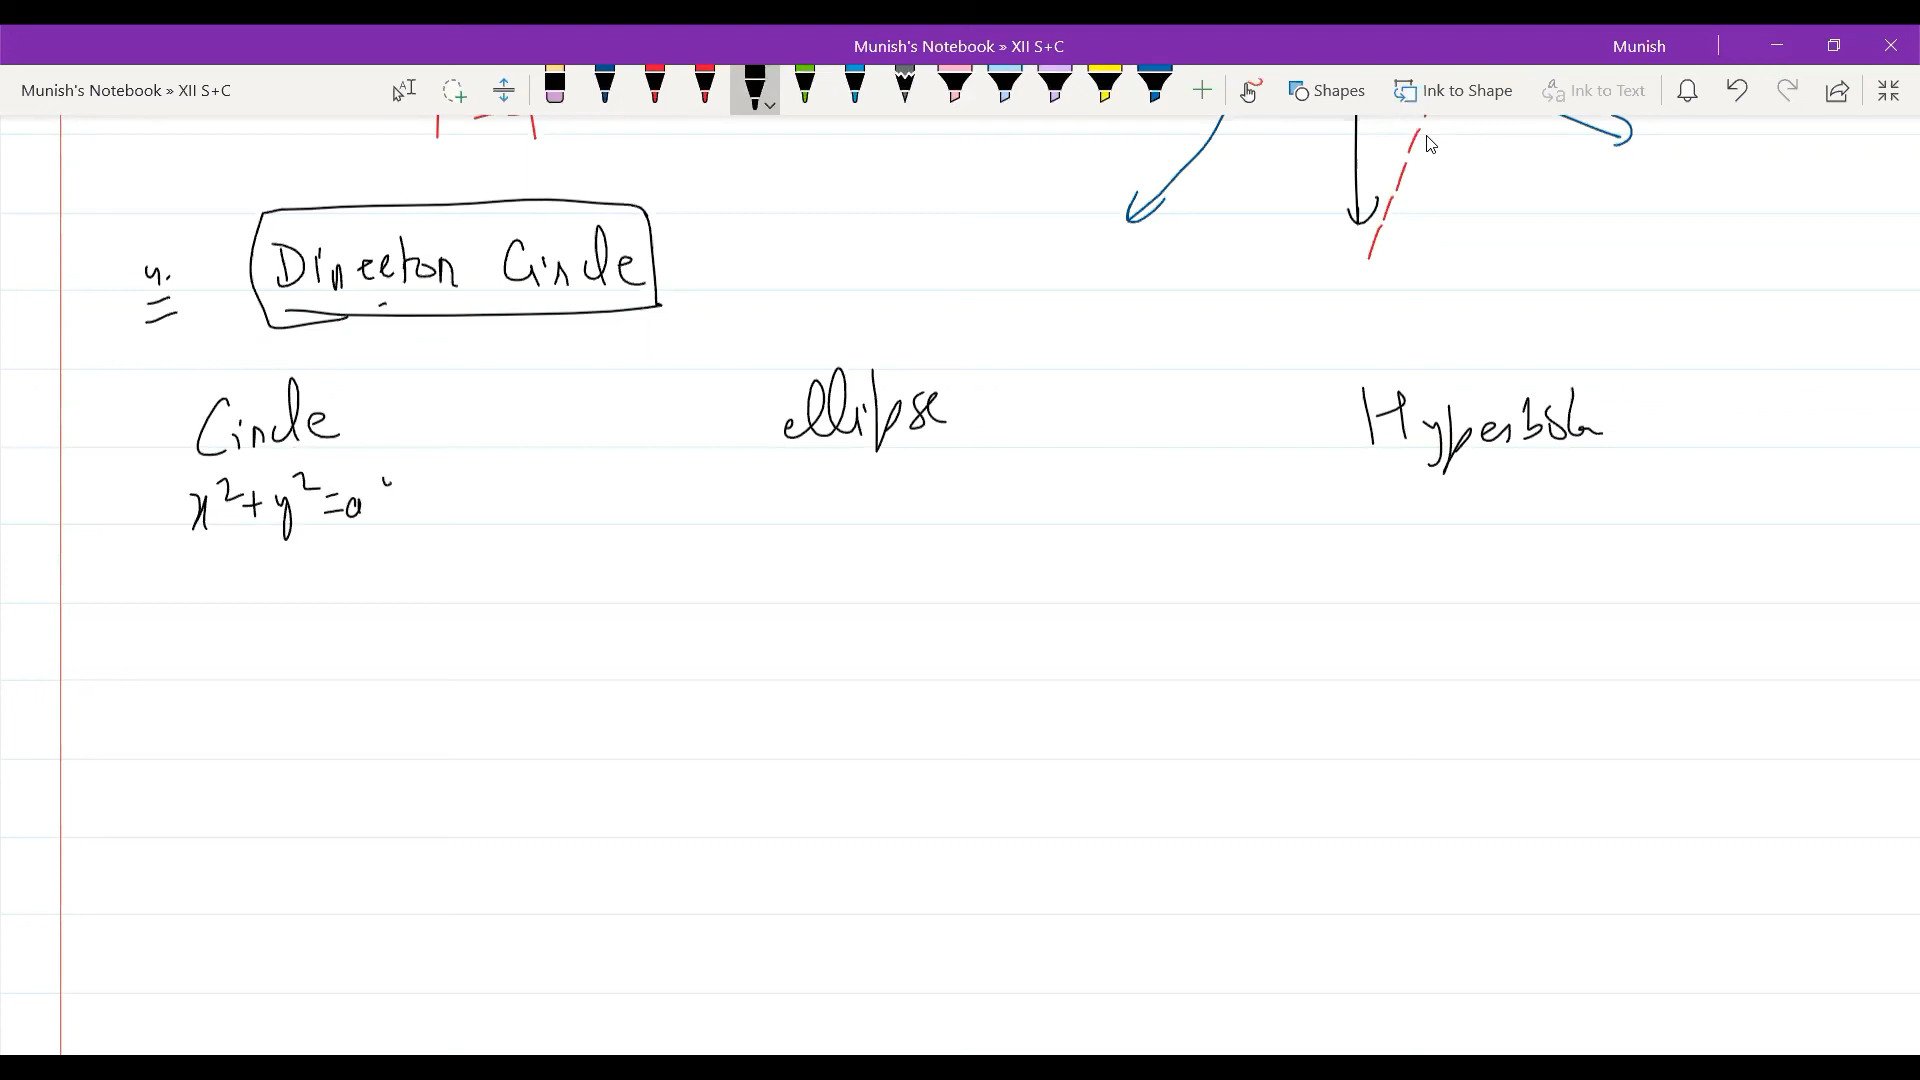 Munish's Notebook » XII S+C
Munish
Munish's Notebook » XII S+C
Shapes
Ink to Shape
Ink to Text
4.
Director Circle
Circle
ellipse
Hyperbola
x²+y²=a